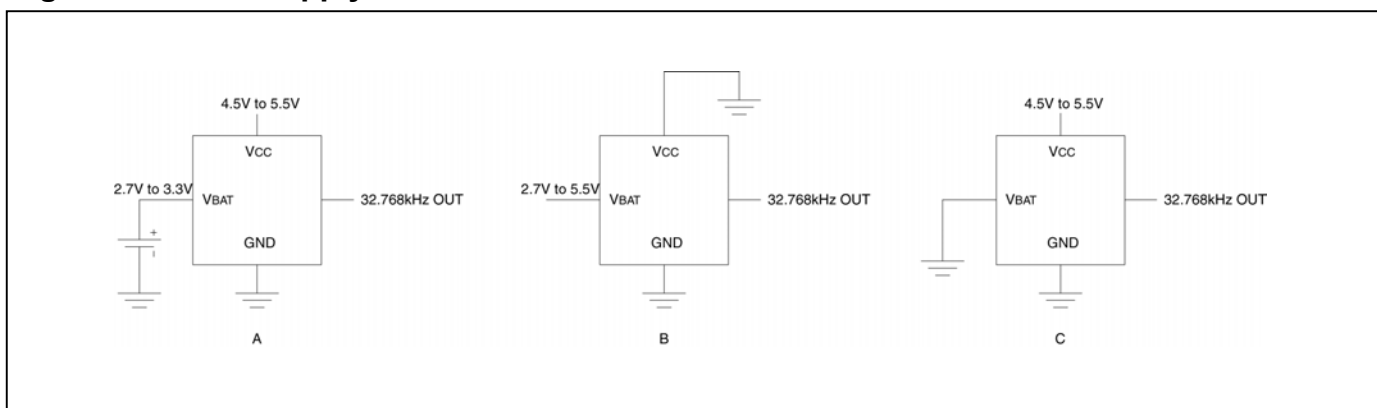 4.5V to 5.5V
VCC
2.7V to 3.3V
VBAT
32.768kHz OUT
GND
A
VCC
2.7V to 5.5V
VBAT
32.768kHz OUT
GND
B
4.5V to 5.5V
VCC
VBAT
32.768kHz OUT
GND
C